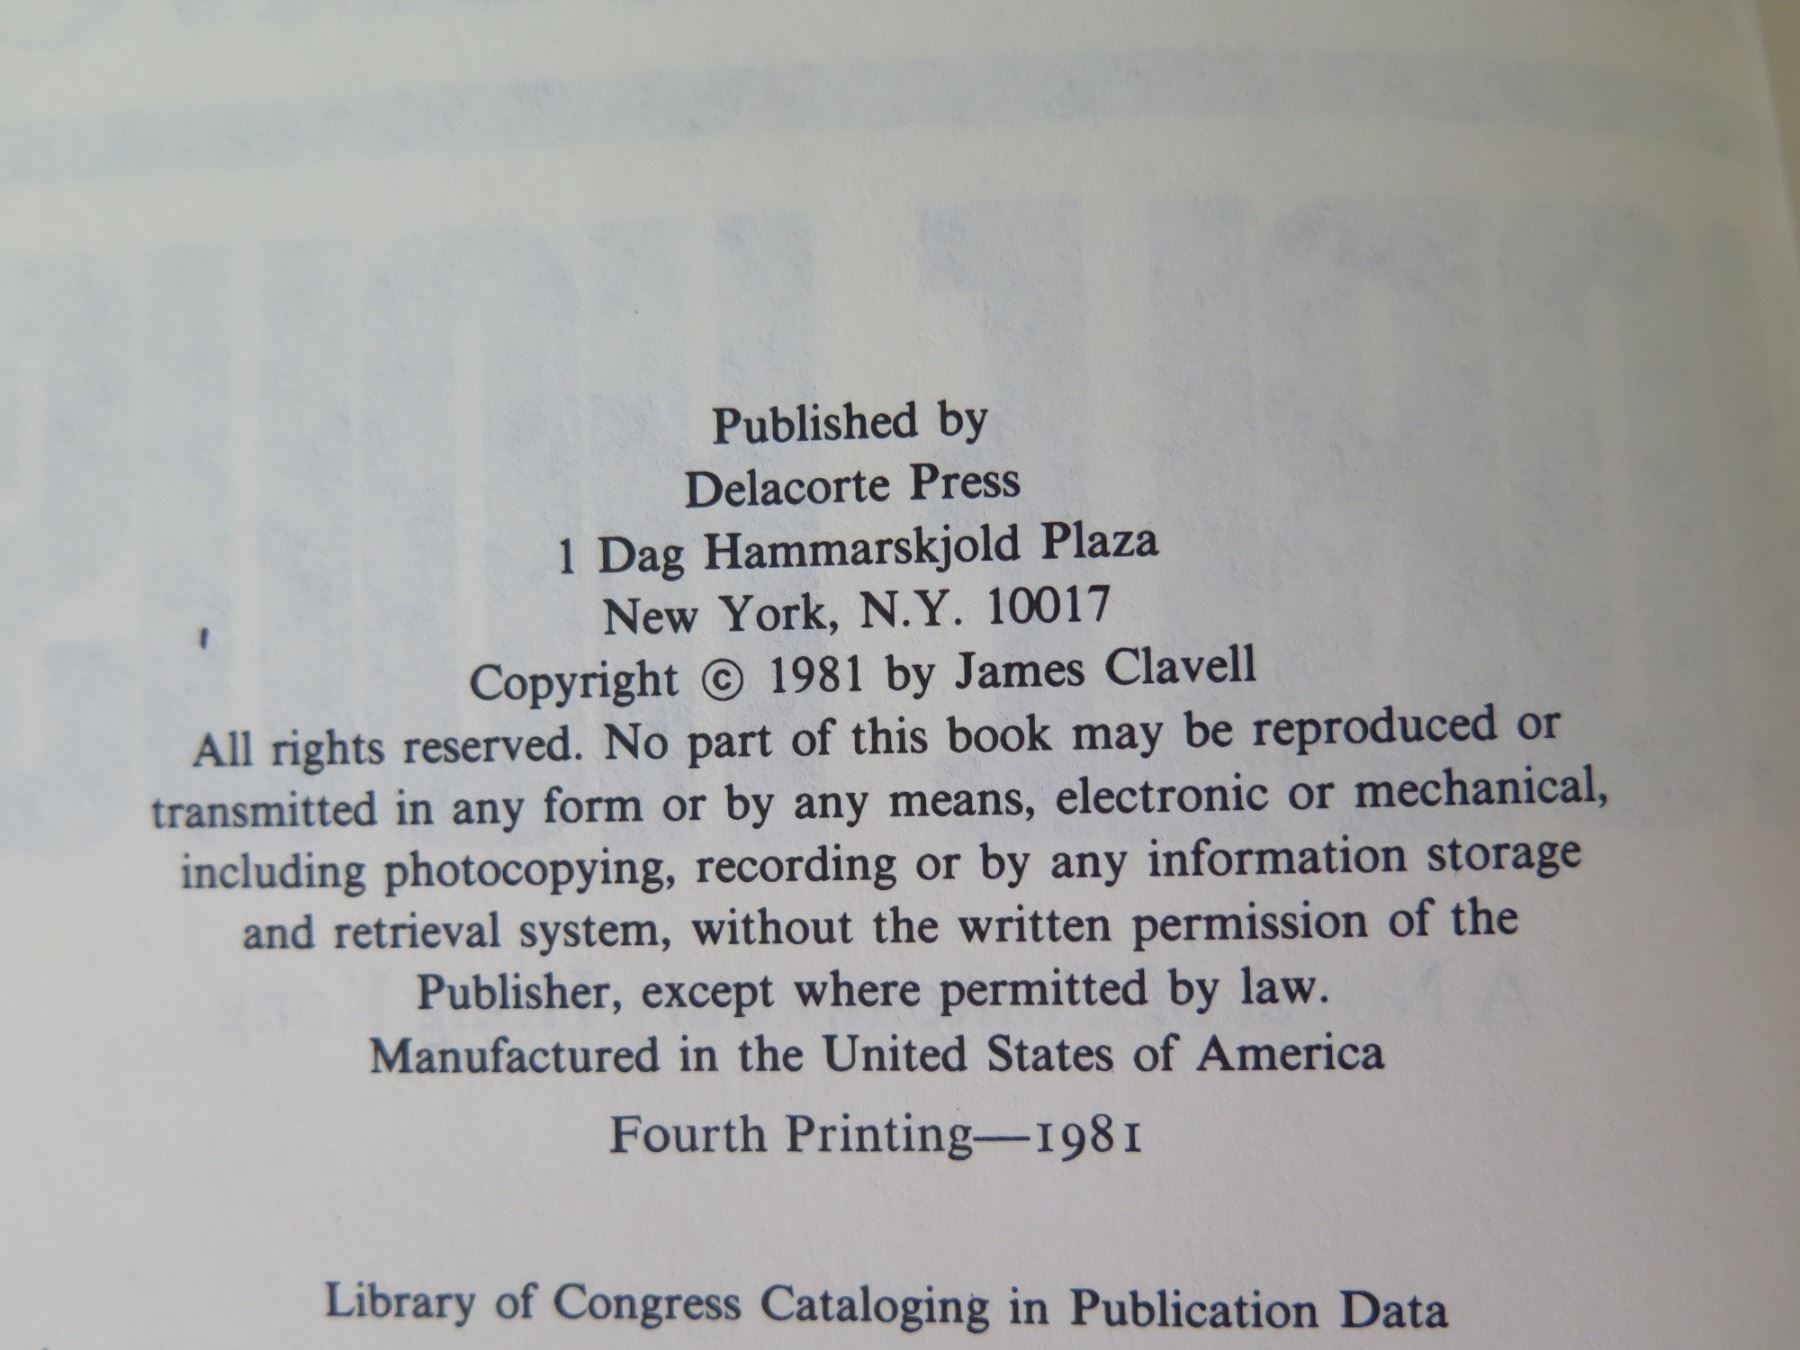 Published by
Delacorte Press
1 Dag Hammarskjold Plaza
New York, N.Y. 10017
Copyright © 1981 by James Clavell
All rights reserved. No part of this book may be reproduced or
transmitted in any form or by any means, electronic or mechanical,
including photocopying, recording or by any information storage
and retrieval system, without the written permission of the
Publisher, except where permitted by law.
Manufactured in the United States of America
Fourth Printing—1981
Library of Congress Cataloging in Publication Data